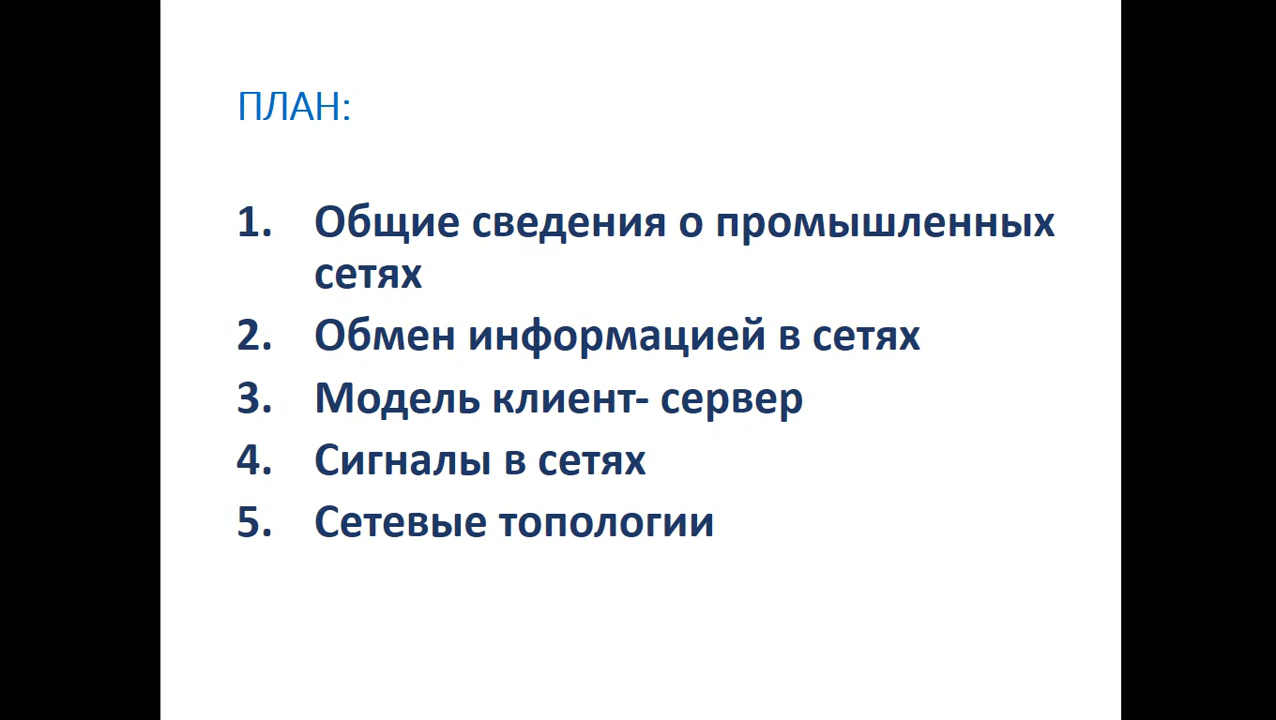 ПЛАН:
1. Общие сведения о промышленных
сетях
2. Обмен информацией в сетях
3. Модель клиент- сервер
4. Сигналы в сетях
5. Сетевые топологии